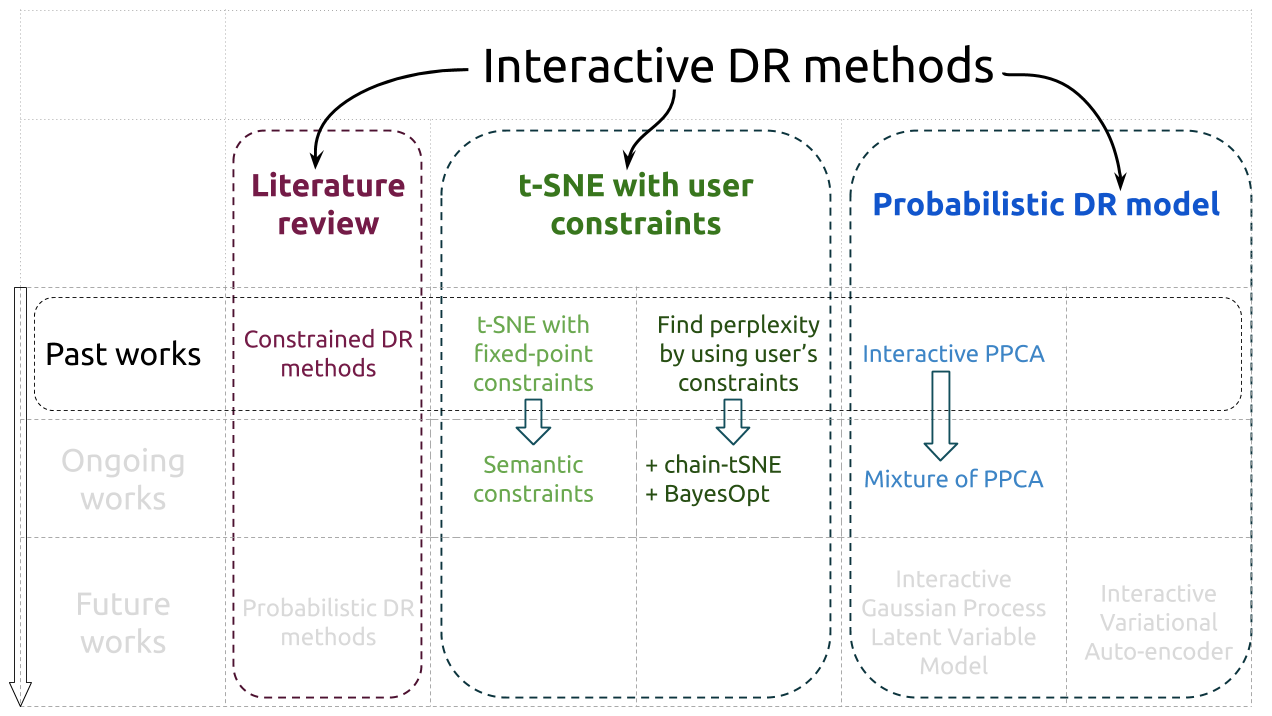 Interactive DR methods
Literature
review
t-SNE with user
constraints
Probabilistic DR model
Past works
Constrained DR
methods
t-SNE with
fixed-point
constraints
Find perplexity
by using user’s
constraints
Interactive PPCA
Ongoing
works
Semantic
constraints
+ chain-tSNE
+ BayesOpt
Mixture of PPCA
Future
works
Probabilistic DR
methods
Interactive
Gaussian Process
Latent Variable
Model
Interactive
Variational
Auto-encoder